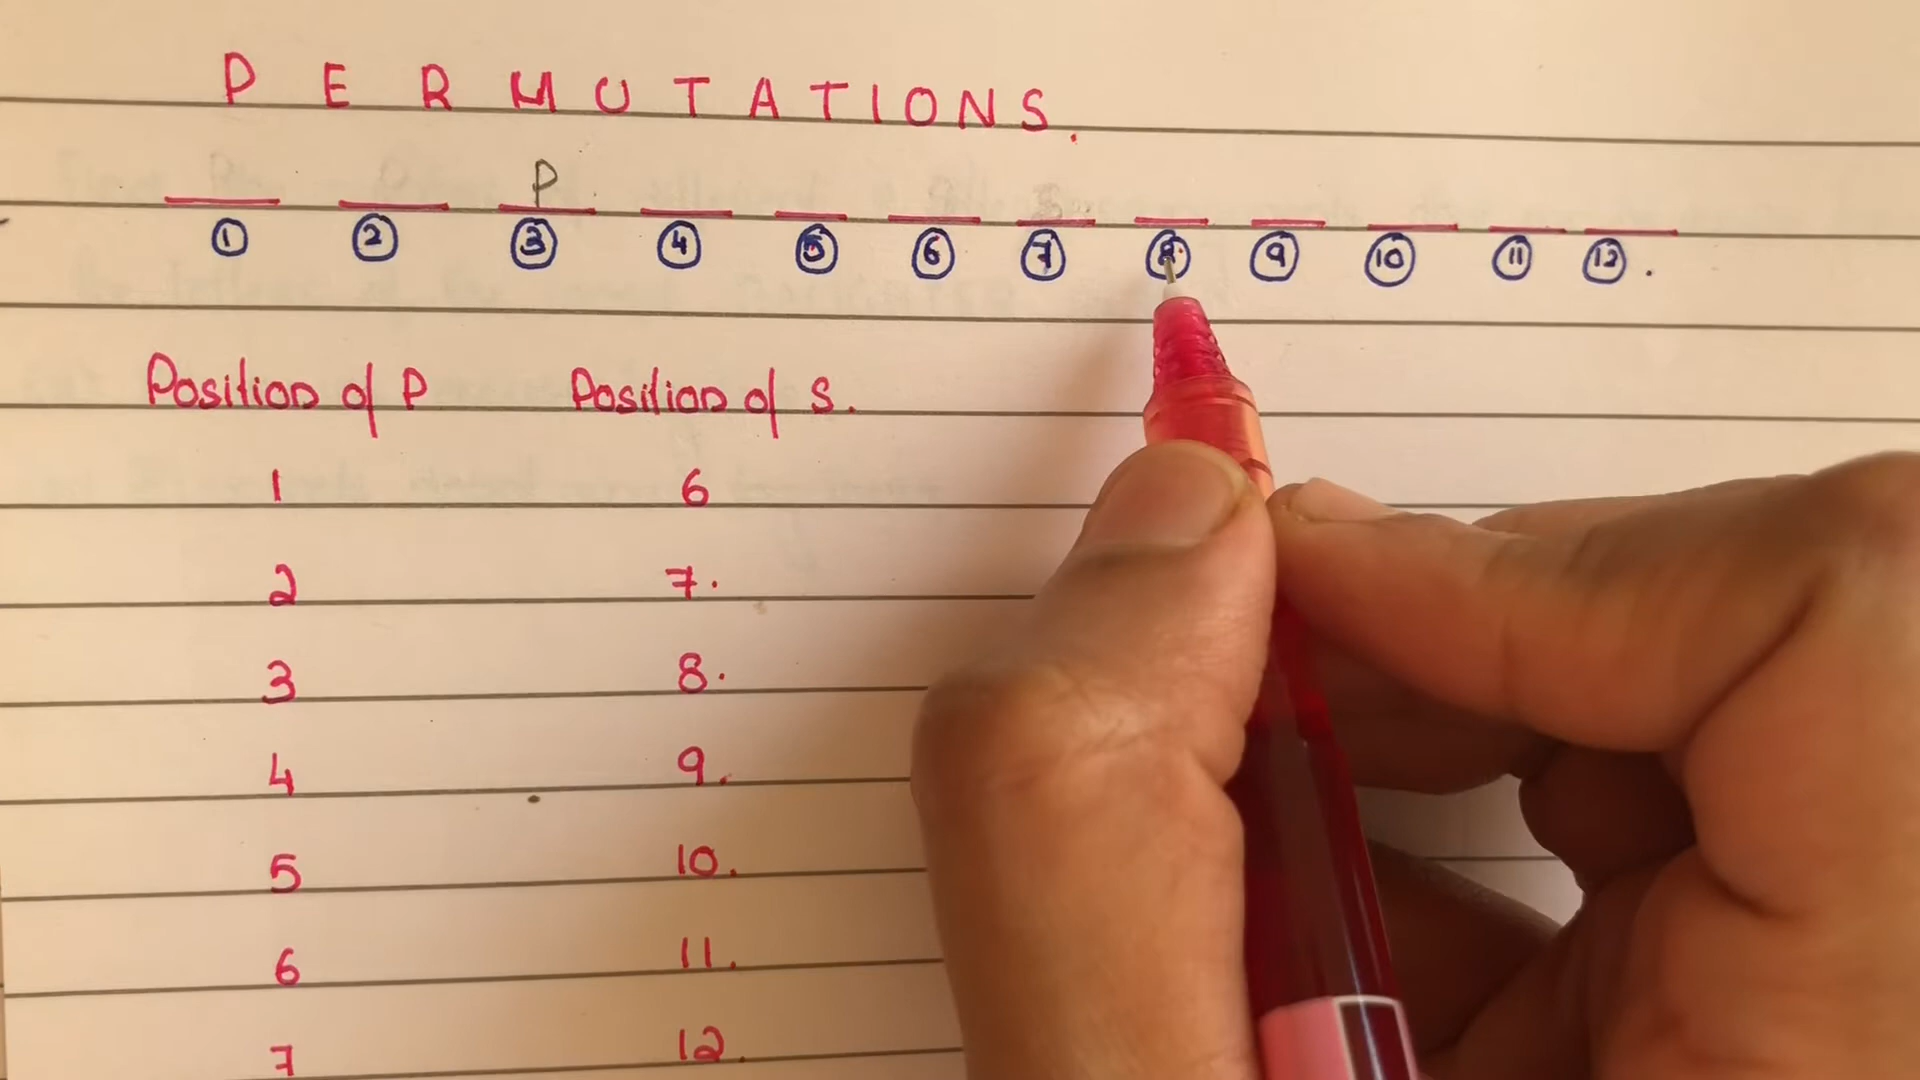 PERMUTATIONS.
P
1 2 3 4 5 6 7 8 9 10 11 12.
Position of P Position of S.
1 6
2 7.
3 8.
4 9.
5 10.
6 11.
7 12.